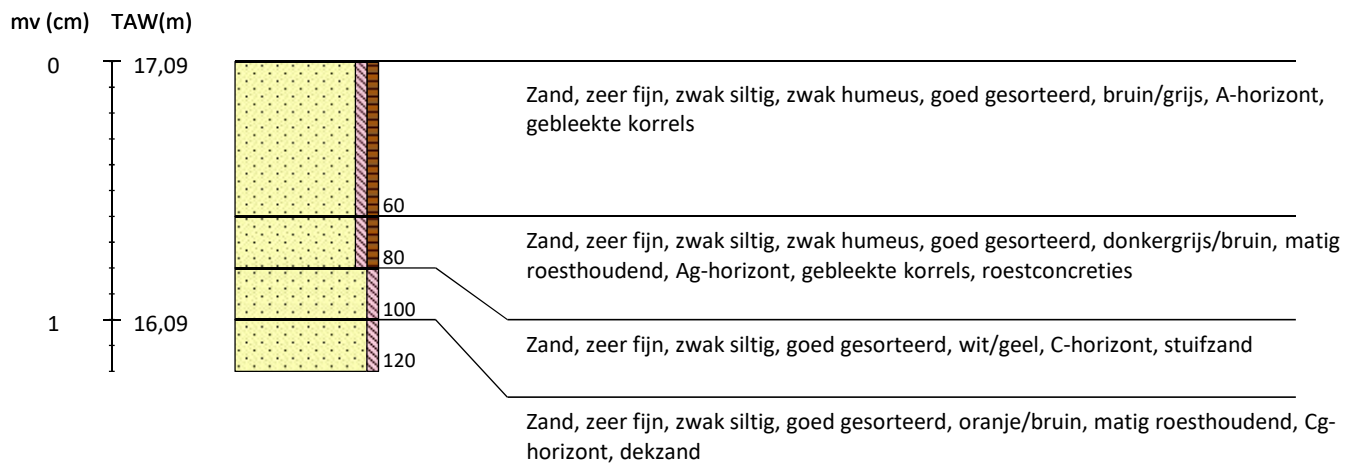 mv (cm) TAW(m)
0 17,09
Zand, zeer fijn, zwak siltig, zwak humeus, goed gesorteerd, bruin/grijs, A-horizont,
gebleekte korrels
60
Zand, zeer fijn, zwak siltig, zwak humeus, goed gesorteerd, donkergrijs/bruin, matig
roesthoudend, Ag-horizont, gebleekte korrels, roestconcreties
80
100
1 16,09
Zand, zeer fijn, zwak siltig, goed gesorteerd, wit/geel, C-horizont, stuifzand
120
Zand, zeer fijn, zwak siltig, goed gesorteerd, oranje/bruin, matig roesthoudend, Cg-
horizont, dekzand